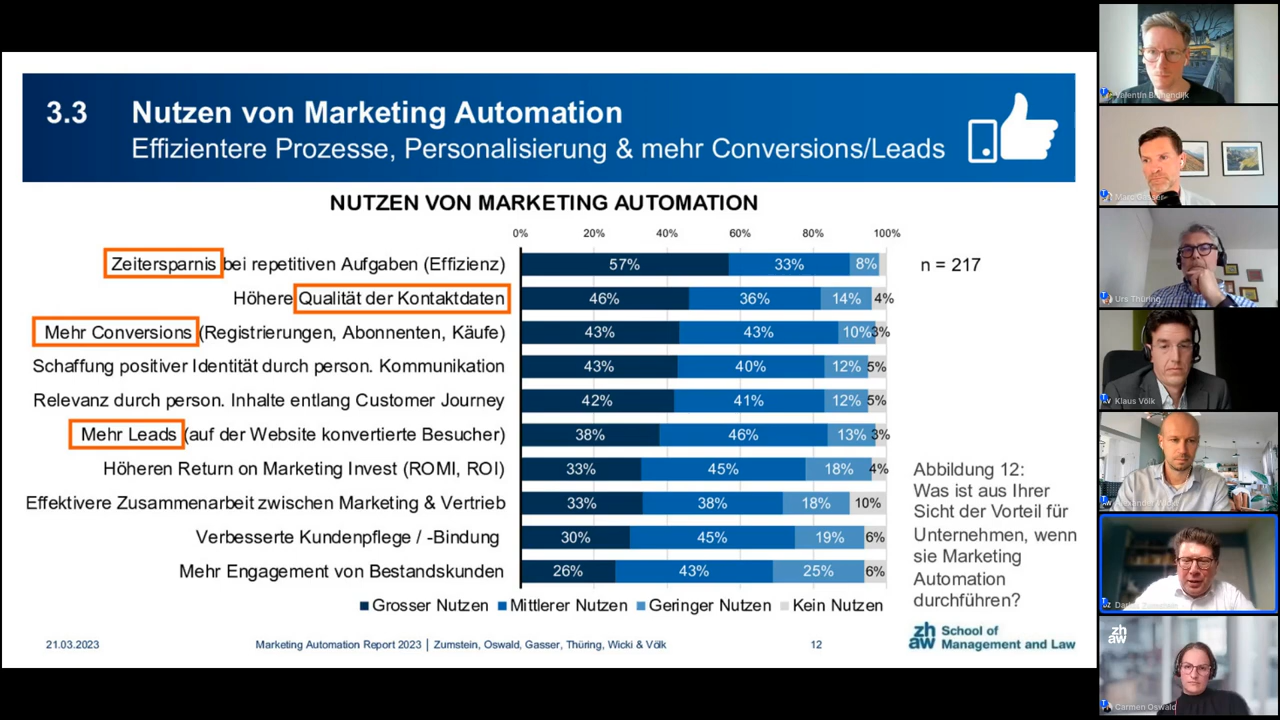 3.3 Nutzen von Marketing Automation
Effizientere Prozesse, Personalisierung & mehr Conversions/Leads
NUTZEN VON MARKETING AUTOMATION
0% 20% 40% 60% 80% 100%
Zeitersparnis bei repetitiven Aufgaben (Effizienz) 57% 33% 8%
n = 217
Höhere Qualität der Kontaktdaten 46% 36% 14% 4%
Mehr Conversions (Registrierungen, Abonnenten, Käufe) 43% 43% 10% 3%
Schaffung positiver Identität durch person. Kommunikation 43% 40% 12% 5%
Relevanz durch person. Inhalte entlang Customer Journey 42% 41% 12% 5%
Mehr Leads (auf der Website konvertierte Besucher) 38% 46% 13% 3%
Höheren Return on Marketing Invest (ROMI, ROI) 33% 45% 18% 4%
Effektivere Zusammenarbeit zwischen Marketing & Vertrieb 33% 38% 18% 10%
Verbesserte Kundenpflege / -Bindung 30% 45% 19% 6%
Mehr Engagement von Bestandskunden 26% 43% 25% 6%
Grosser Nutzen Mittlerer Nutzen Geringer Nutzen Kein Nutzen
Abbildung 12:
Was ist aus Ihrer
Sicht der Vorteil für
Unternehmen, wenn
sie Marketing
Automation
durchführen?
21.03.2023 Marketing Automation Report 2023 | Zumstein, Oswald, Gasser, Thüring, Wicki & Völk 12
zh
aw
School of
Management and Law
Urs Thüring
Klaus Völk
zh
aw
Carmen Oswald